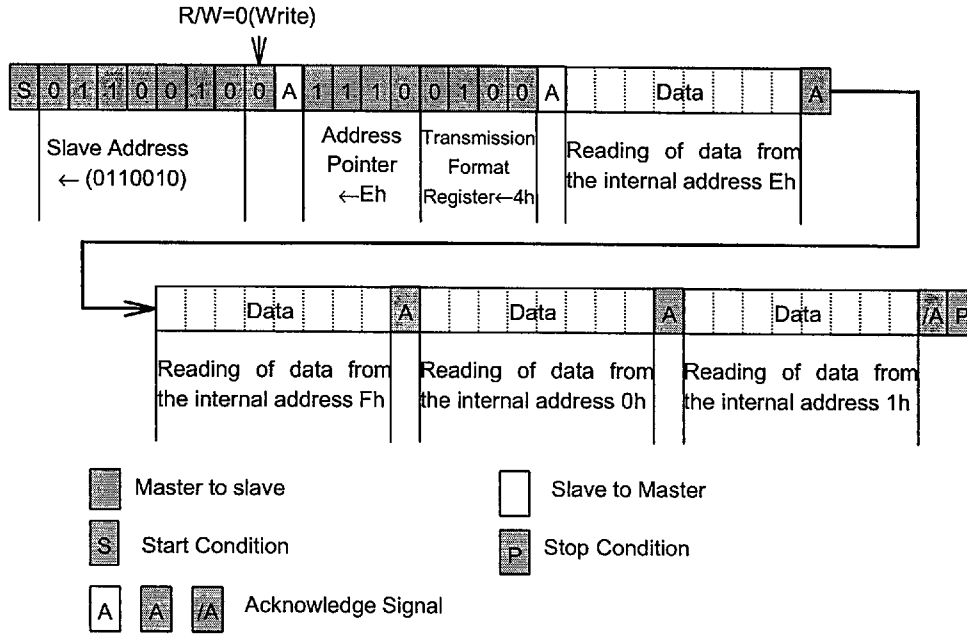 R/W=0(Write)
S 0 1 1 0 0 1 0 0 A 1 1 1 0 0 1 0 0 A Data A
Slave Address
← (0110010)
Address
Pointer
←Eh
Transmission
Format
Register←4h
Reading of data from
the internal address Eh
Data A Data A Data /A P
Reading of data from
the internal address Fh
Reading of data from
the internal address 0h
Reading of data from
the internal address 1h
Master to slave
Slave to Master
S Start Condition
P Stop Condition
A A /A Acknowledge Signal